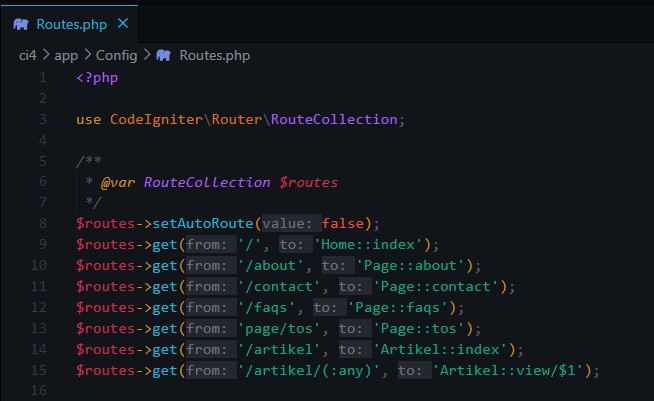 Routes.php ×
ci4 > app > Config > Routes.php
1 <?php
2
3 use CodeIgniter\Router\RouteCollection;
4
5 /**
6 * @var RouteCollection $routes
7 */
8 $routes->setAutoRoute(value: false);
9 $routes->get(from: '/', to: 'Home::index');
10 $routes->get(from: '/about', to: 'Page::about');
11 $routes->get(from: '/contact', to: 'Page::contact');
12 $routes->get(from: '/faqs', to: 'Page::faqs');
13 $routes->get(from: 'page/tos', to: 'Page::tos');
14 $routes->get(from: '/artikel', to: 'Artikel::index');
15 $routes->get(from: '/artikel/(:any)', to: 'Artikel::view/$1');
16